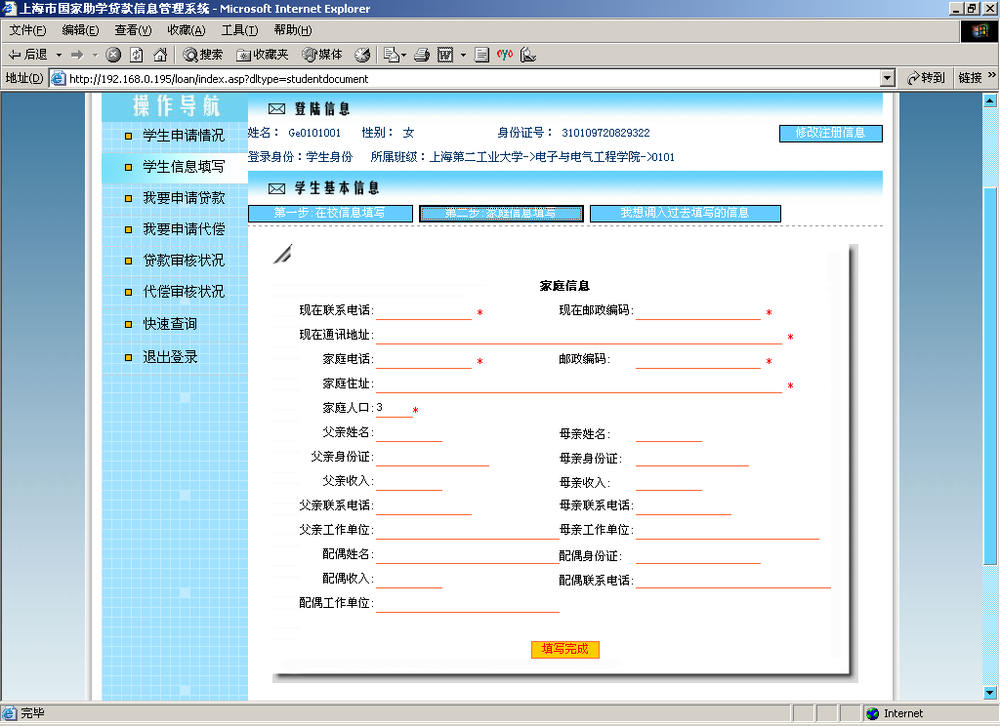 上海市国家助学贷款信息管理系统 - Microsoft Internet Explorer
文件(F) 编辑(E) 查看(V) 收藏(A) 工具(T) 帮助(H)
后退 搜索 收藏夹 媒体
地址(D) http://192.168.0.195/loan/index.asp?dltype=studentdocument 转到 链接 »
操作导航
学生申请情况
学生信息填写
我要申请贷款
我要申请代偿
贷款审核状况
代偿审核状况
快速查询
退出登录
登陆信息
姓名： Ge0101001 性别： 女 身份证号： 310109720829322 修改注册信息
登录身份：学生身份 所属班级：上海第二工业大学->电子与电气工程学院->0101
学生基本信息
第一步:在校信息填写 第二步:家庭信息填写 我想调入过去填写的信息
家庭信息
现在联系电话: * 现在邮政编码: *
现在通讯地址: *
家庭电话: * 邮政编码: *
家庭住址: *
家庭人口: 3 *
父亲姓名: 母亲姓名:
父亲身份证: 母亲身份证:
父亲收入: 母亲收入:
父亲联系电话: 母亲联系电话:
父亲工作单位: 母亲工作单位:
配偶姓名: 配偶身份证:
配偶收入: 配偶联系电话:
配偶工作单位:
填写完成
完毕 Internet